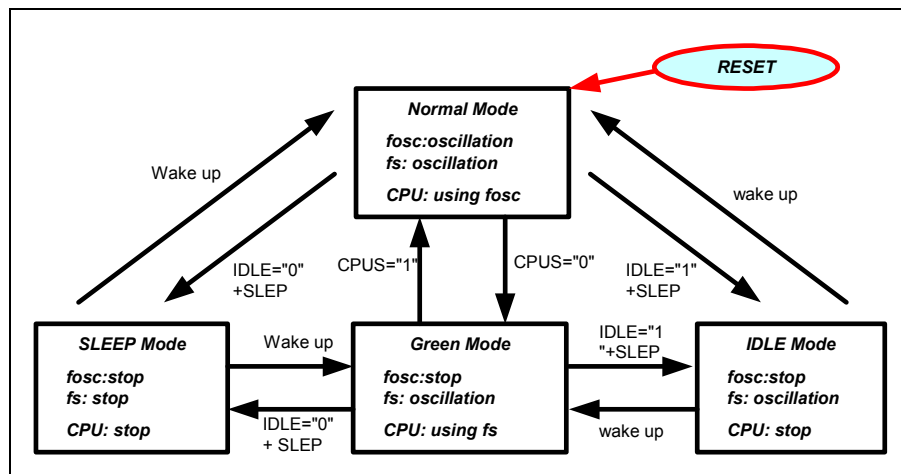 RESET
Normal Mode
fosc:oscillation
fs: oscillation
CPU: using fosc
Wake up
wake up
IDLE="0"
+SLEP
CPUS="1"
CPUS="0"
IDLE="1"
+SLEP
SLEEP Mode
fosc:stop
fs: stop
CPU: stop
Wake up
IDLE="0"
+ SLEP
Green Mode
fosc:stop
fs: oscillation
CPU: using fs
IDLE="1
"+SLEP
wake up
IDLE Mode
fosc:stop
fs: oscillation
CPU: stop